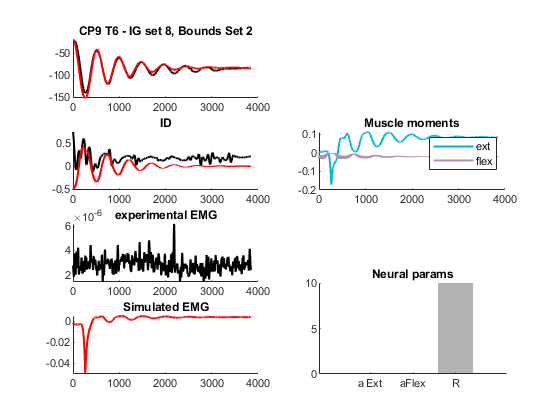 CP9 T6 - IG set 8, Bounds Set 2
-50
-100
-150
0 1000 2000 3000 4000
ID
0.5
0
-0.5
0 1000 2000 3000 4000
Muscle moments
0.1
0
-0.1
-0.2
ext
flex
0 1000 2000 3000 4000
×10^-6 experimental EMG
6
4
2
0 1000 2000 3000 4000
Simulated EMG
0
-0.02
-0.04
0 1000 2000 3000 4000
Neural params
10
5
0
a Ext aFlex R